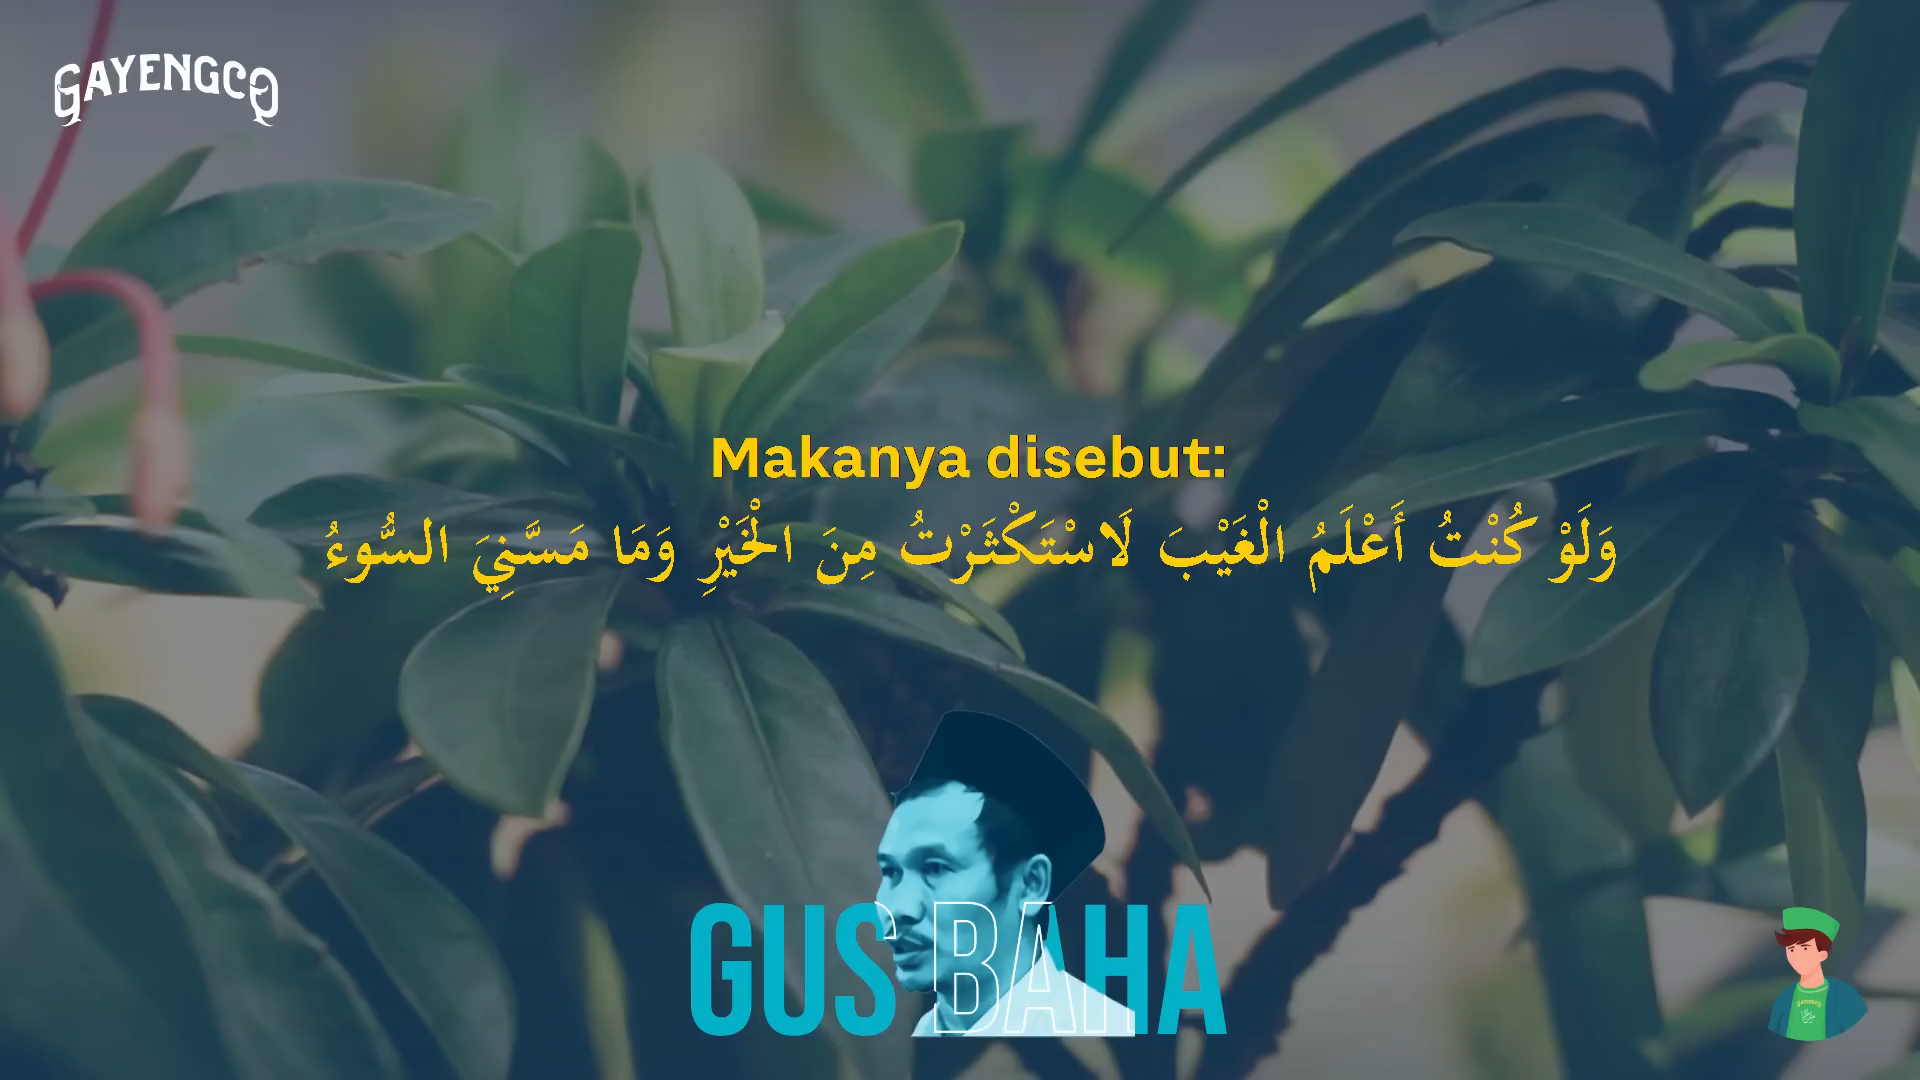 GAYENGCO
Makanya disebut:
وَلَوْ كُنْتُ أَعْلَمُ الْغَيْبَ لَاسْتَكْثَرْتُ مِنَ الْخَيْرِ وَمَا مَسَّنِيَ السُّوءُ
GUS BAHA